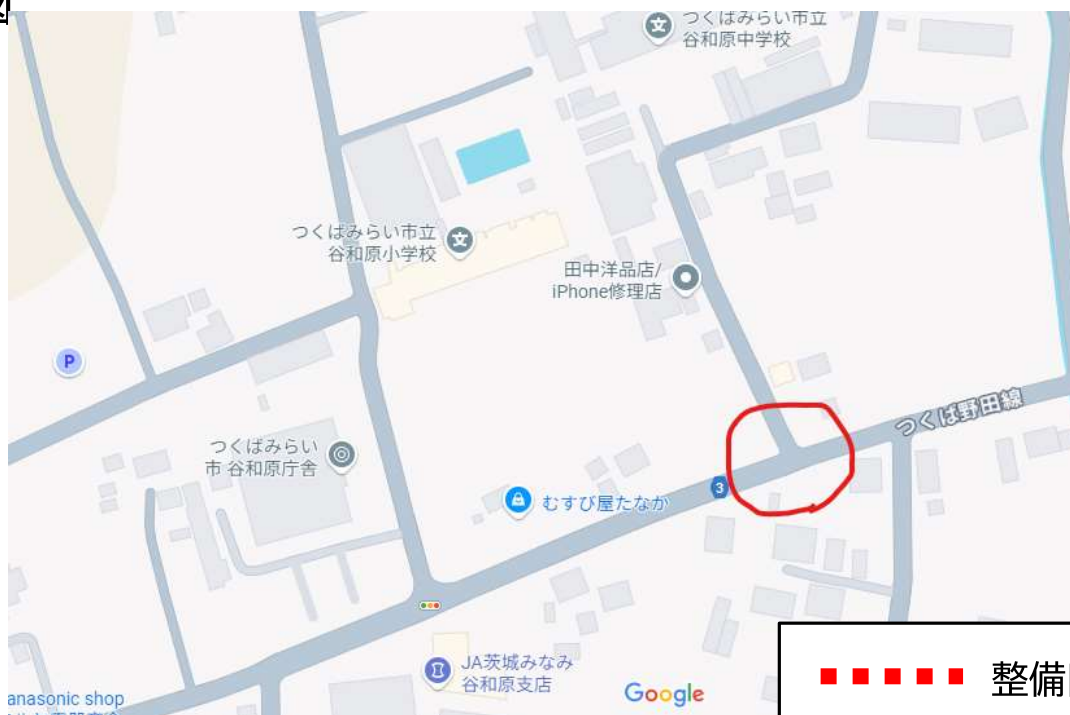 図
つくばみらい市立
谷和原中学校
つくばみらい市立
谷和原小学校
田中洋品店/
iPhone修理店
P
つくば野田線
つくばみらい
市 谷和原庁舎
3
むすび屋たなか
JA茨城みなみ
谷和原支店
Google
整備
anasonic shop